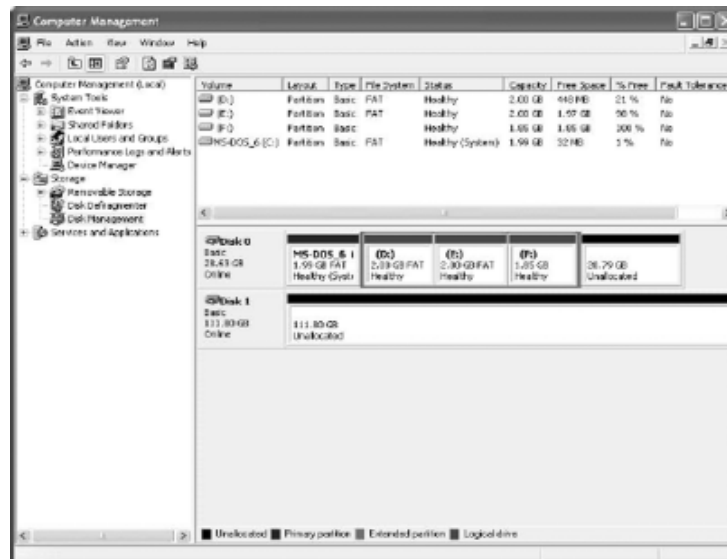 Computer Management
File Action View Window Help
Computer Management (Local)
System Tools
Event Viewer
Shared Folders
Local Users and Groups
Performance Logs and Alerts
Device Manager
Storage
Removable Storage
Disk Defragmenter
Disk Management
Services and Applications
Volume Layout Type File System Status Capacity Free Space % Free Fault Tolerance
(D:) Partition Basic FAT Healthy 2.00 GB 448 MB 21 % No
(E:) Partition Basic FAT Healthy 2.00 GB 1.97 GB 98 % No
(F:) Partition Basic Healthy 1.85 GB 1.85 GB 100 % No
MS-DOS_6 (C:) Partition Basic FAT Healthy (System) 1.99 GB 32 MB 1 % No
Disk 0
Basic
28.63 GB
Online
MS-DOS_6 (
1.99 GB FAT
Healthy (Syst
(D:)
2.00 GB FAT
Healthy
(E:)
2.00 GB FAT
Healthy
(F:)
1.85 GB
Healthy
Unallocated
Disk 1
Basic
111.80 GB
Online
111.80 GB
Unallocated
Unallocated Primary partition Extended partition Logical drive